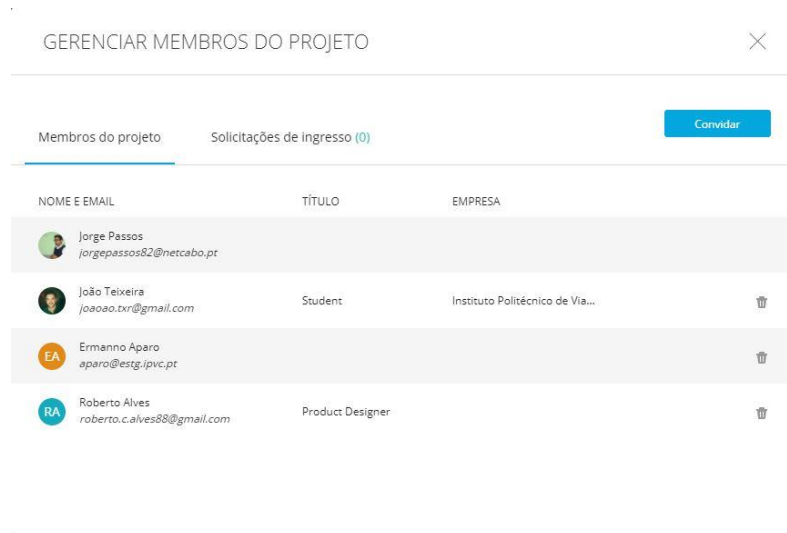 GERENCIAR MEMBROS DO PROJETO
Convidar
Membros do projeto Solicitações de ingresso (0)
NOME E EMAIL TÍTULO EMPRESA
Jorge Passos
jorgepassos82@netcabo.pt
João Teixeira
joaoao.txr@gmail.com
Student Instituto Politécnico de Via...
EA
Ermanno Aparo
aparo@estg.ipvc.pt
RA
Roberto Alves
roberto.c.alves88@gmail.com
Product Designer